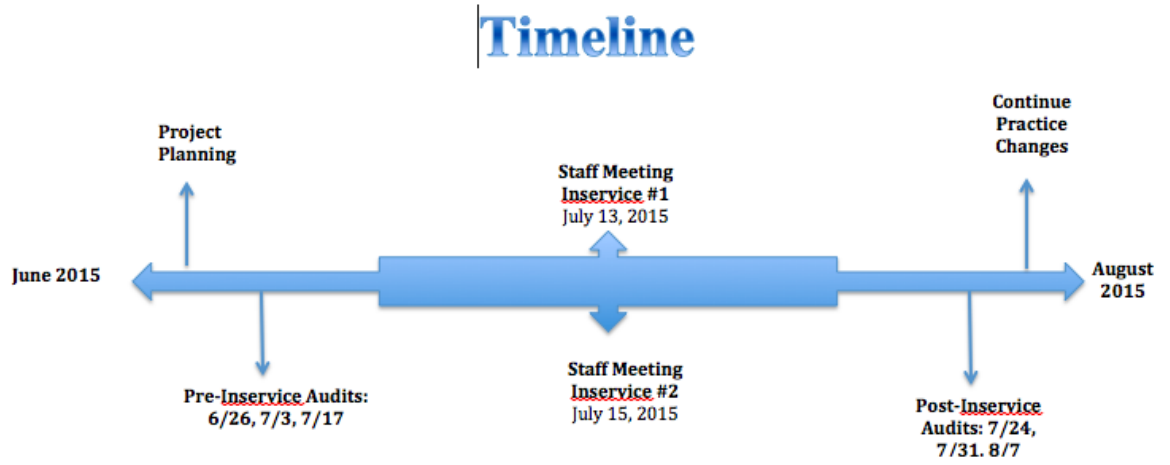 Timeline
Project
Planning
Continue
Practice
Changes
Staff Meeting
Inservice #1
July 13, 2015
June 2015
August
2015
Pre-Inservice Audits:
6/26, 7/3, 7/17
Staff Meeting
Inservice #2
July 15, 2015
Post-Inservice
Audits: 7/24,
7/31. 8/7